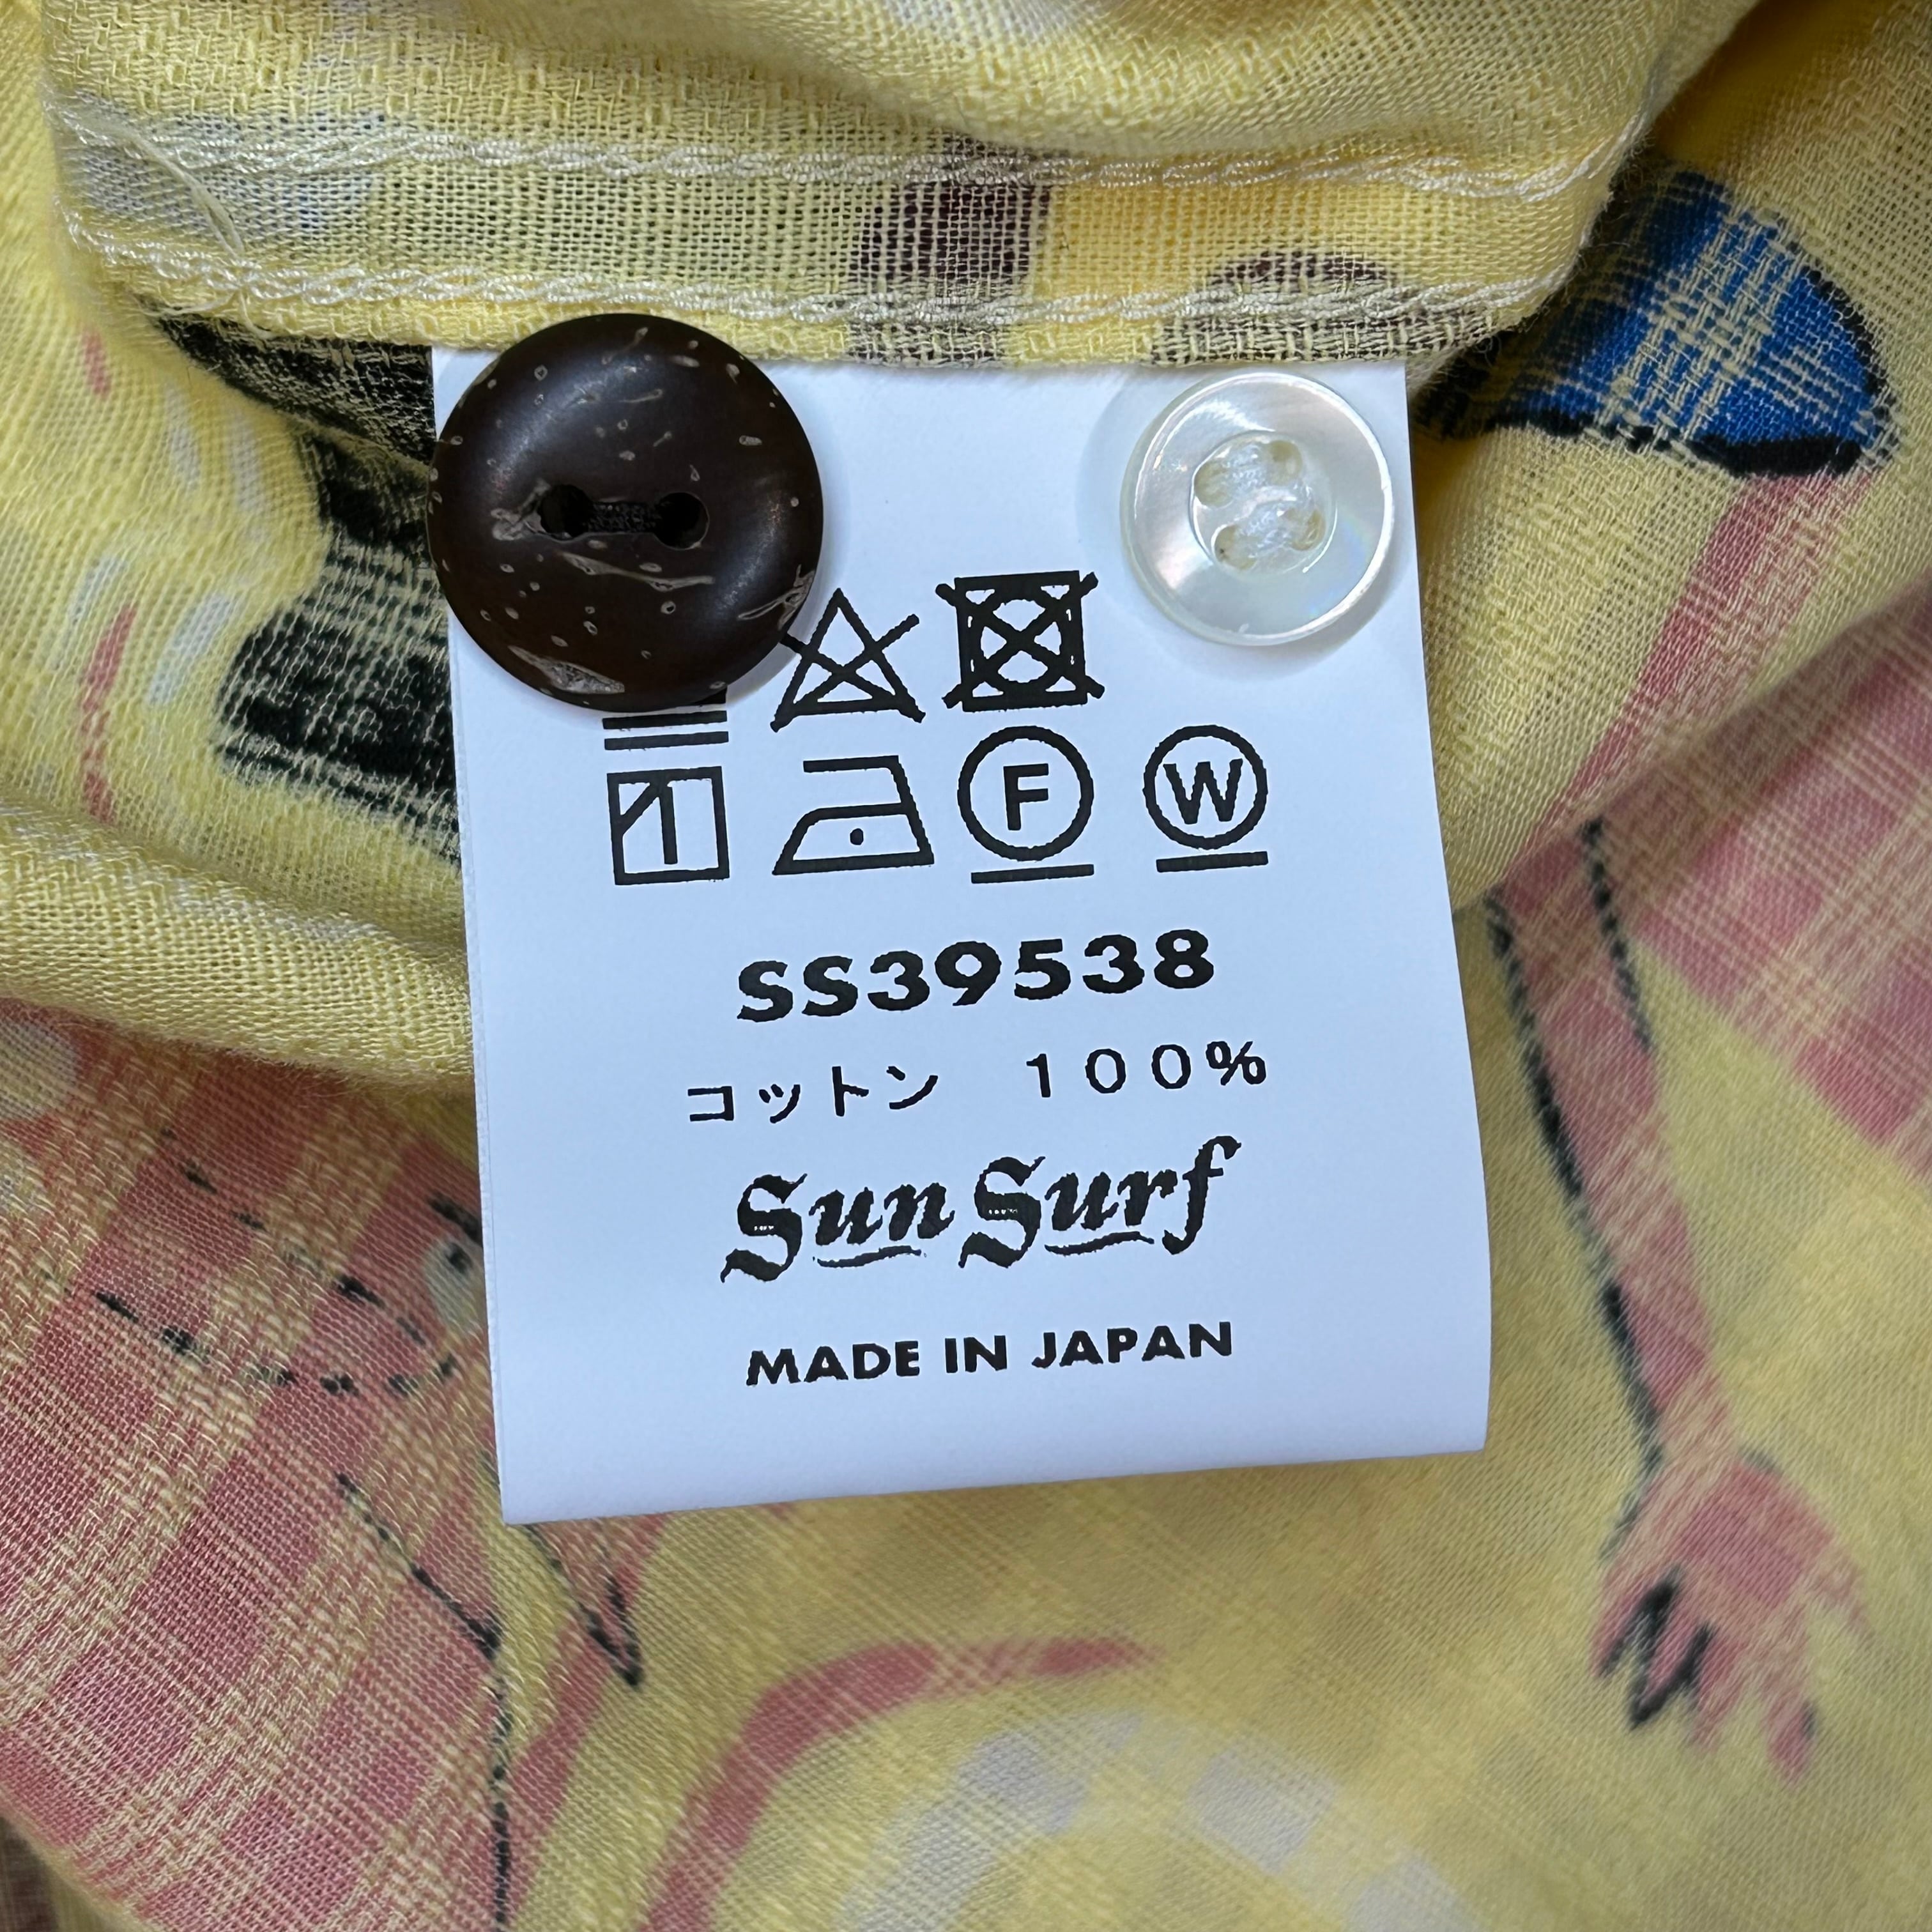 F W
SS39538
コットン 100%
Sun Surf
MADE IN JAPAN